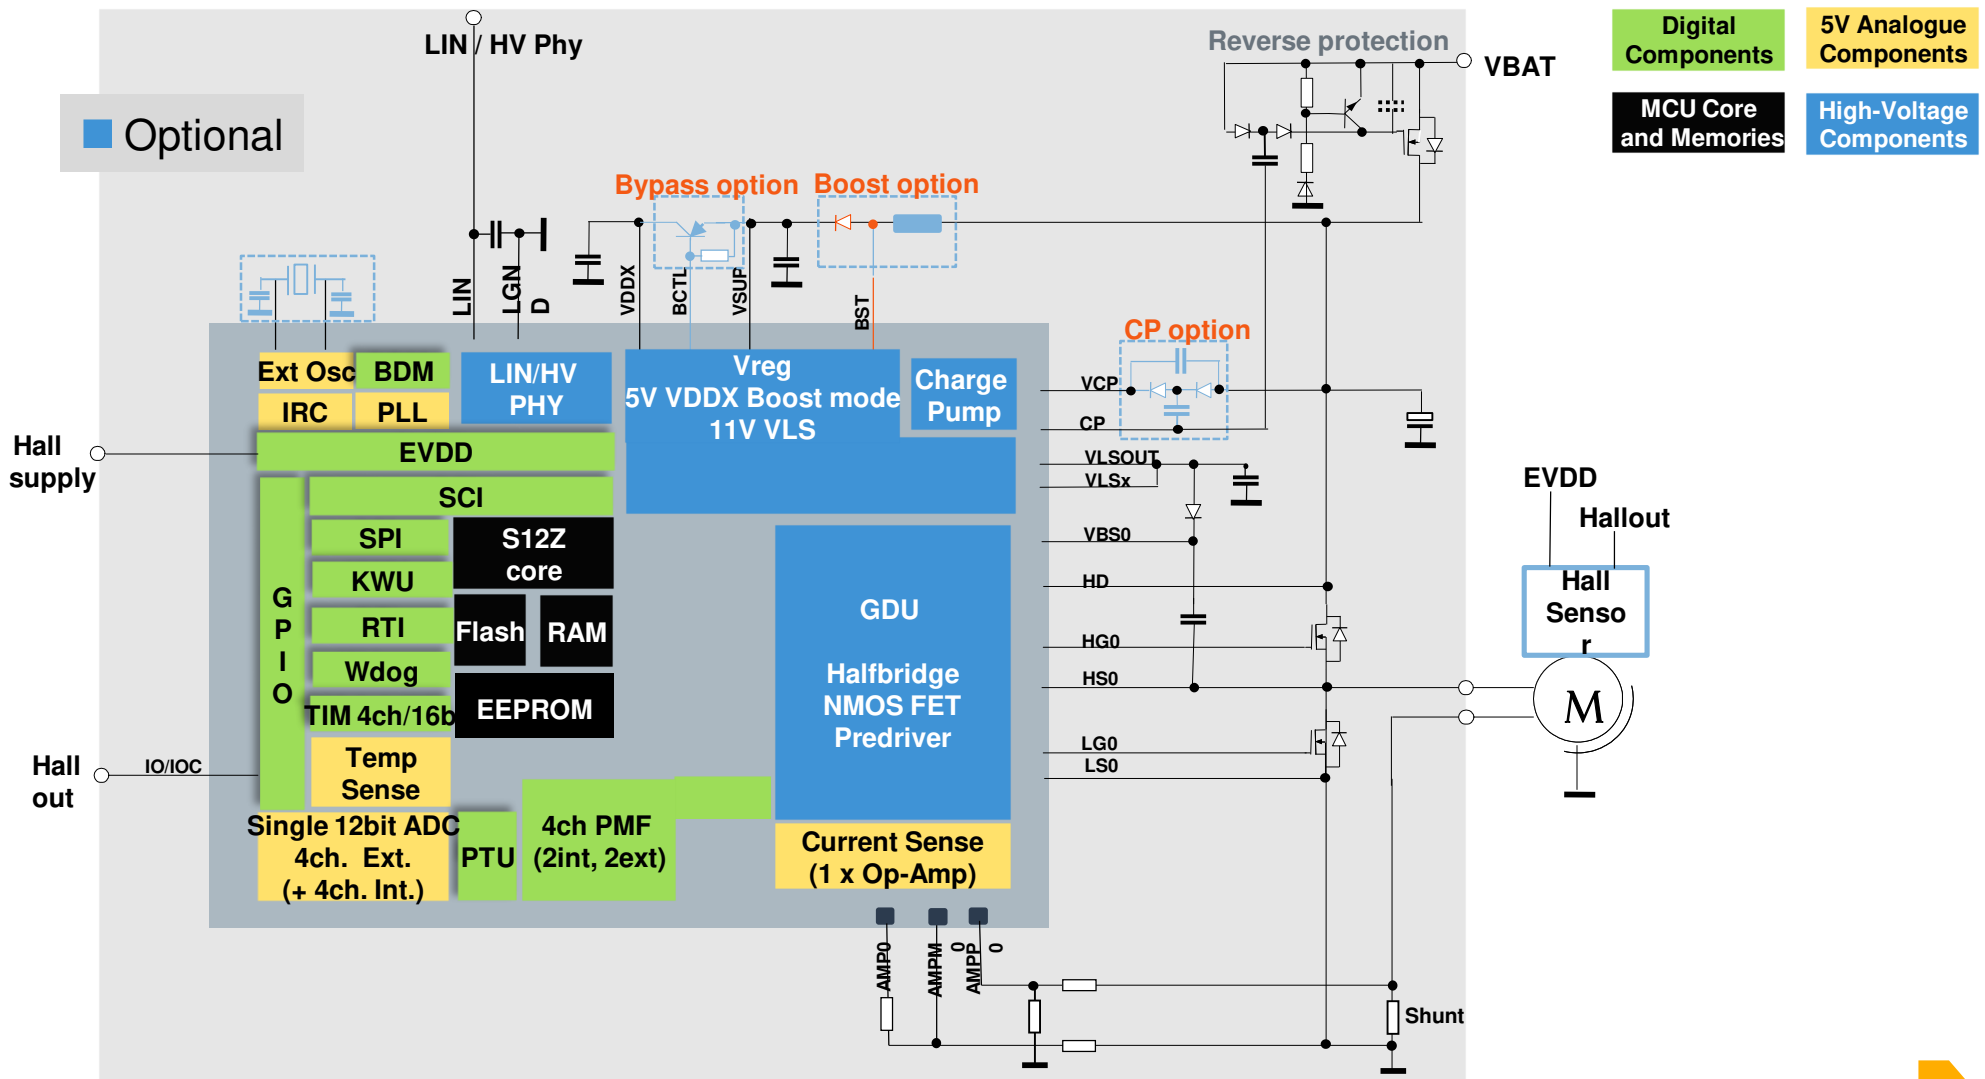 LIN / HV Phy
Reverse protection
VBAT
Digital
Components
5V Analogue
Components
MCU Core
and Memories
High-Voltage
Components
Optional
Bypass option
Boost option
LIN
LGN
D
VDDX
BCTL
VSUP
BST
CP option
Ext Osc
BDM
IRC
PLL
LIN/HV
PHY
Vreg
5V VDDX Boost mode
11V VLS
Charge
Pump
VCP
CP
VLSOUT
VLSx
VBS0
HD
HG0
HS0
LG0
LS0
Hall
supply
EVDD
SCI
SPI
KWU
RTI
Wdog
TIM 4ch/16b
G
P
I
O
S12Z
core
Flash
RAM
EEPROM
GDU
Halfbridge
NMOS FET
Predriver
EVDD
Hallout
Hall
Senso
r
M
Hall
out
IO/IOC
Temp
Sense
Single 12bit ADC
4ch. Ext.
(+ 4ch. Int.)
PTU
4ch PMF
(2int, 2ext)
Current Sense
(1 x Op-Amp)
AMP0
AMPM
0
AMPP
0
Shunt